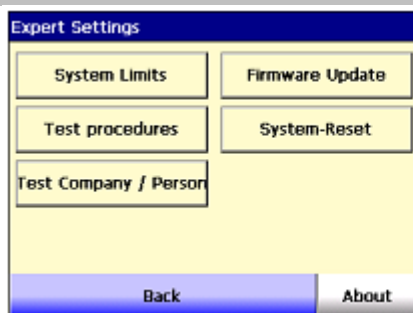 Expert Settings
System Limits
Firmware Update
Test procedures
System-Reset
Test Company / Person
Back
About